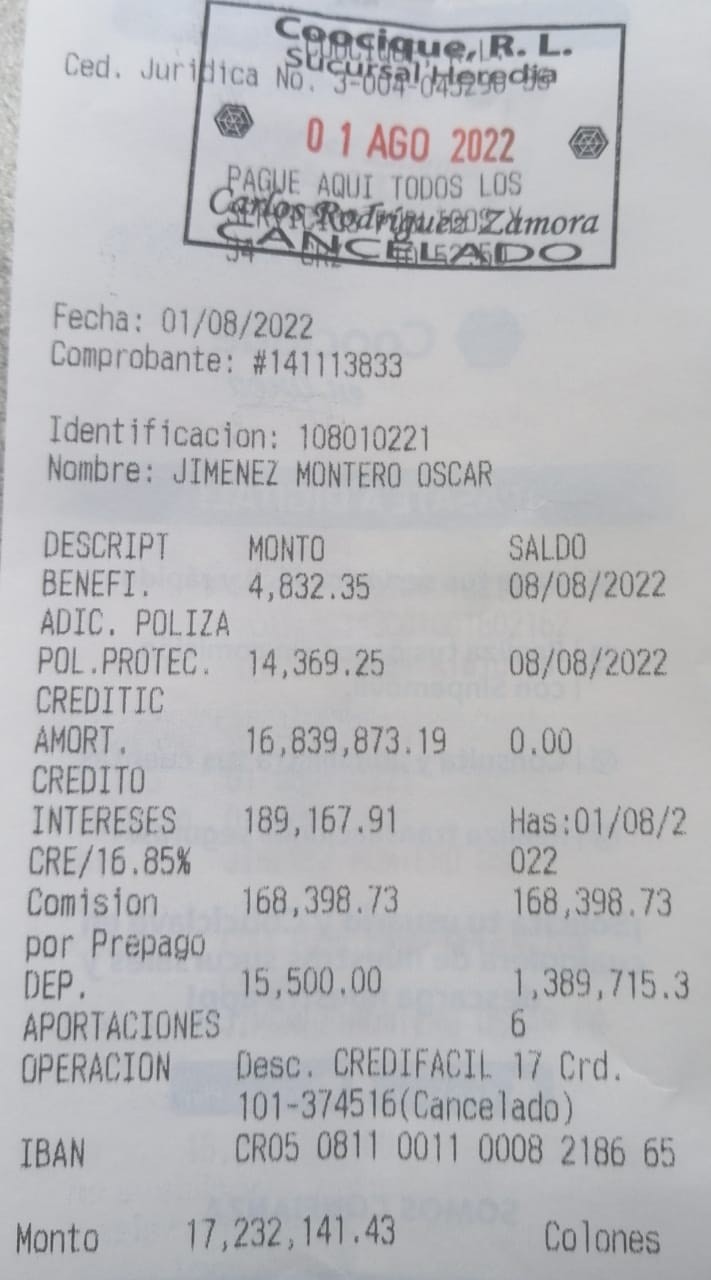 Coocique, R. L.
Sucursal Heredia
Ced. Juridica No. 3-004-045290
01 AGO 2022
PAGUE AQUI TODOS LOS
Carlos Rodríguez Zamora
CANCELADO
Fecha: 01/08/2022
Comprobante: #141113833
Identificacion: 108010221
Nombre: JIMENEZ MONTERO OSCAR
DESCRIPT MONTO SALDO
BENEFI. 4,832.35 08/08/2022
ADIC. POLIZA
POL.PROTEC. 14,369.25 08/08/2022
CREDITIC
AMORT. 16,839,873.19 0.00
CREDITO
INTERESES 189,167.91 Has:01/08/2
CRE/16.85% 022
Comision 168,398.73 168,398.73
por Prepago
DEP. 15,500.00 1,389,715.3
APORTACIONES 6
OPERACION Desc. CREDIFACIL 17 Crd.
101-374516(Cancelado)
IBAN CR05 0811 0011 0008 2186 65
Monto 17,232,141.43 Colones